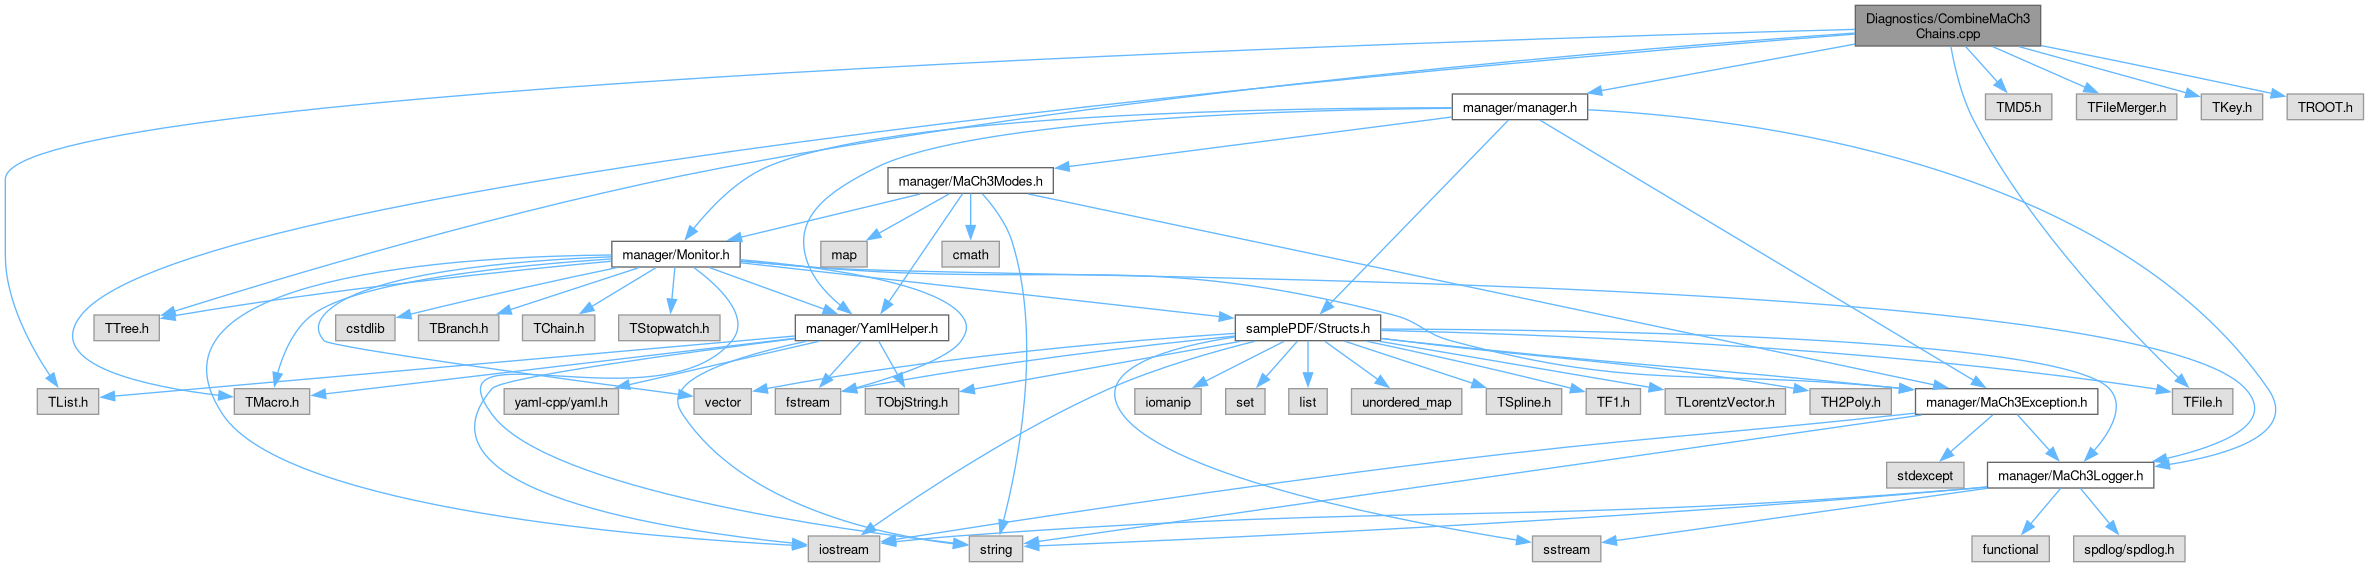 Diagnostics/CombineMaCh3
Chains.cpp
manager/manager.h
TMD5.h
TFileMerger.h
TKey.h
TROOT.h
manager/MaCh3Modes.h
manager/Monitor.h
map
cmath
TTree.h
cstdlib
TBranch.h
TChain.h
TStopwatch.h
manager/YamlHelper.h
samplePDF/Structs.h
TList.h
TMacro.h
yaml-cpp/yaml.h
vector
fstream
TObjString.h
iomanip
set
list
unordered_map
TSpline.h
TF1.h
TLorentzVector.h
TH2Poly.h
manager/MaCh3Exception.h
TFile.h
stdexcept
manager/MaCh3Logger.h
iostream
string
sstream
functional
spdlog/spdlog.h